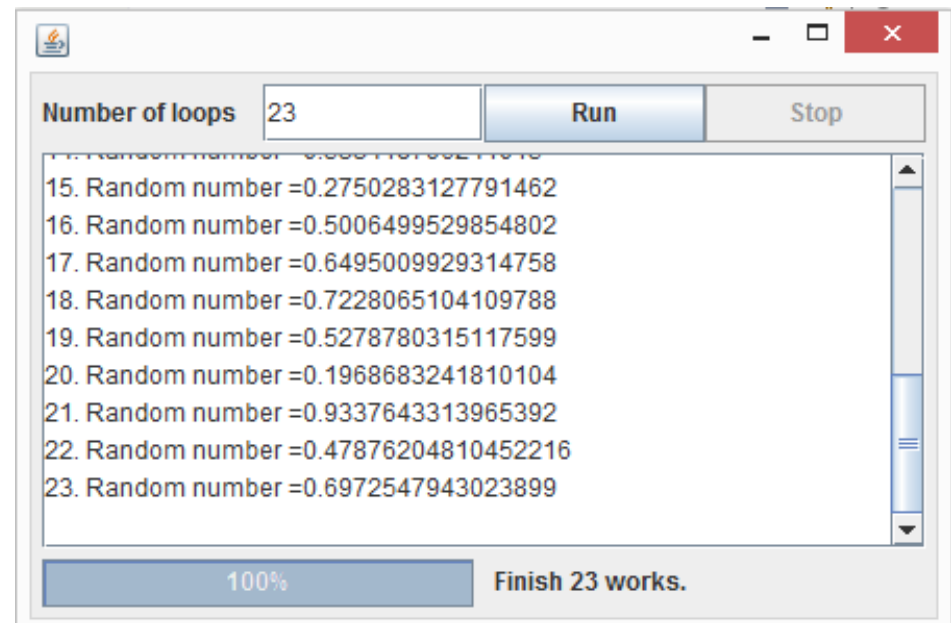 Number of loops 23 Run Stop
15. Random number =0.2750283127791462
16. Random number =0.5006499529854802
17. Random number =0.6495009929314758
18. Random number =0.7228065104109788
19. Random number =0.5278780315117599
20. Random number =0.1968683241810104
21. Random number =0.9337643313965392
22. Random number =0.47876204810452216
23. Random number =0.6972547943023899
100% Finish 23 works.